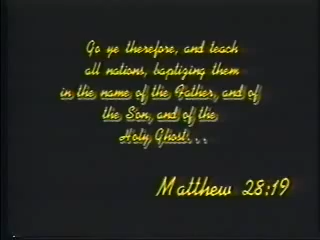 Go ye therefore, and teach
all nations, baptizing them
in the name of the Father, and of
the Son, and of the
Holy Ghost...
Matthew 28:19